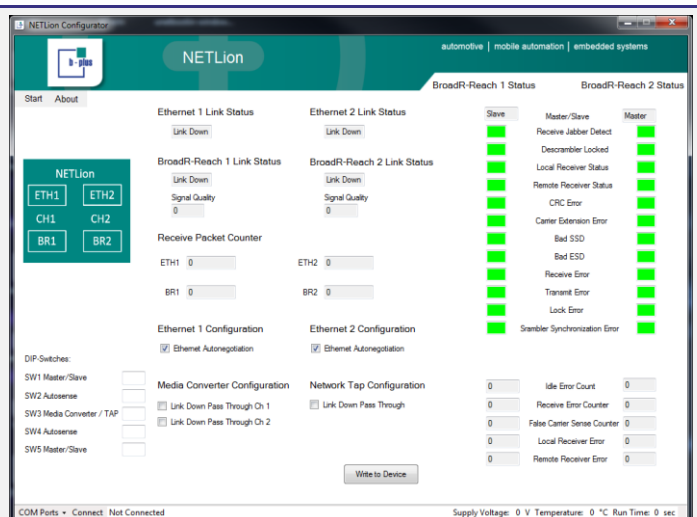 NETLion Configurator
b - plus
NETLion
automotive | mobile automation | embedded systems
BroadR-Reach 1 Status BroadR-Reach 2 Status
Start About
Ethernet 1 Link Status Ethernet 2 Link Status
Link Down Link Down
BroadR-Reach 1 Link Status BroadR-Reach 2 Link Status
Link Down Link Down
Signal Quality Signal Quality
0 0
Receive Packet Counter
ETH1 0 ETH2 0
BR1 0 BR2 0
Ethernet 1 Configuration Ethernet 2 Configuration
Ethernet Autonegotiation Ethernet Autonegotiation
Media Converter Configuration Network Tap Configuration
Link Down Pass Through Ch 1 Link Down Pass Through
Link Down Pass Through Ch 2
Write to Device
NETLion
ETH1 ETH2
CH1 CH2
BR1 BR2
DIP-Switches:
SW1 Master/Slave
SW2 Autosense
SW3 Media Converter / TAP
SW4 Autosense
SW5 Master/Slave
Slave Master/Slave Master
Receive Jabber Detect
Descrambler Locked
Local Receiver Status
Remote Receiver Status
CRC Error
Carrier Extension Error
Bad SSD
Bad ESD
Receive Error
Transmit Error
Lock Error
Srambler Synchronization Error
0 Idle Error Count 0
0 Receive Error Counter 0
0 False Carrier Sense Counter 0
0 Local Receiver Error 0
0 Remote Receiver Error 0
COM Ports Connect Not Connected Supply Voltage: 0 V Temperature: 0 °C Run Time: 0 sec